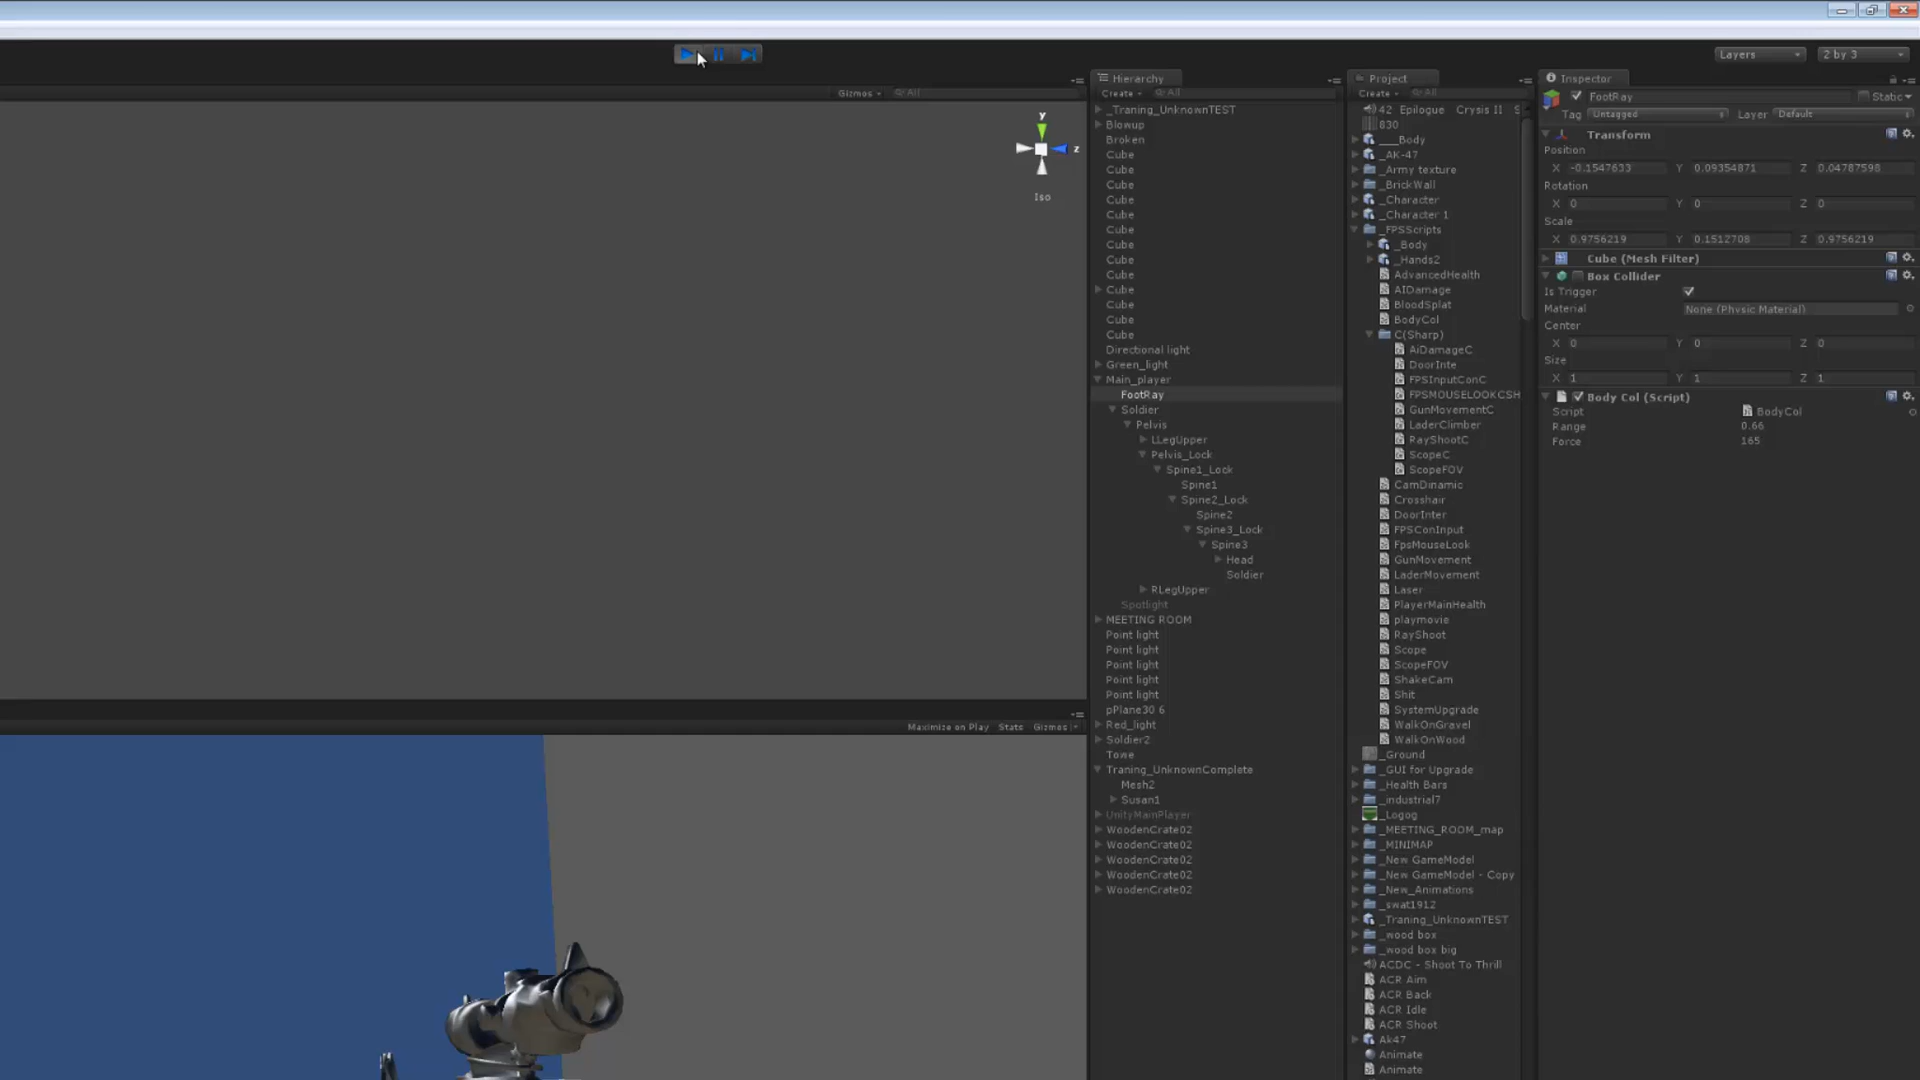 Layers
2 by 3
Gizmos
All
y
z
Iso
Maximize on Play
Stats
Gizmos
Hierarchy
Create
All
_Traning_UnknownTEST
Blowup
Broken
Cube
Cube
Cube
Cube
Cube
Cube
Cube
Cube
Cube
Cube
Cube
Cube
Cube
Directional light
Green_light
Main_player
FootRay
Soldier
Pelvis
LLegUpper
Pelvis_Lock
Spine1_Lock
Spine1
Spine2_Lock
Spine2
Spine3_Lock
Spine3
Head
Soldier
RLegUpper
Spotlight
MEETING ROOM
Point light
Point light
Point light
Point light
Point light
pPlane30 6
Red_light
Soldier2
Towe
Traning_UnknownComplete
Mesh2
Susan1
UnityMainPlayer
WoodenCrate02
WoodenCrate02
WoodenCrate02
WoodenCrate02
WoodenCrate02
Project
Create
All
42 Epilogue Crysis II S
830
___Body
_AK-47
_Army texture
_BrickWall
_Character
_Character 1
_FPSScripts
_Body
_Hands2
AdvancedHealth
AIDamage
BloodSplat
BodyCol
C(Sharp)
AiDamageC
DoorInte
FPSInputConC
FPSMOUSELOOKCSH
GunMovementC
LaderClimber
RayShootC
ScopeC
ScopeFOV
CamDinamic
Crosshair
DoorInter
FPSConInput
FpsMouseLook
GunMovement
LaderMovement
Laser
PlayerMainHealth
playmovie
RayShoot
Scope
ScopeFOV
ShakeCam
Shit
SystemUpgrade
WalkOnGravel
WalkOnWood
_Ground
_GUI for Upgrade
_Health Bars
_industrial7
_Logog
_MEETING_ROOM_map
_MINIMAP
_New GameModel
_New GameModel - Copy
_New_Animations
_swat1912
_Traning_UnknownTEST
_wood box
_wood box big
ACDC - Shoot To Thrill
ACR Aim
ACR Back
ACR Idle
ACR Shoot
Ak47
Animate
Animate
Inspector
FootRay
Static
Tag Untagged Layer Default
Transform
Position
X -0.1547633 Y 0.09354871 Z 0.04787598
Rotation
X 0 Y 0 Z 0
Scale
X 0.9756219 Y 0.1512708 Z 0.9756219
Cube (Mesh Filter)
Box Collider
Is Trigger
Material None (Physic Material)
Center
X 0 Y 0 Z 0
Size
X 1 Y 1 Z 1
Body Col (Script)
Script BodyCol
Range 0.66
Force 165